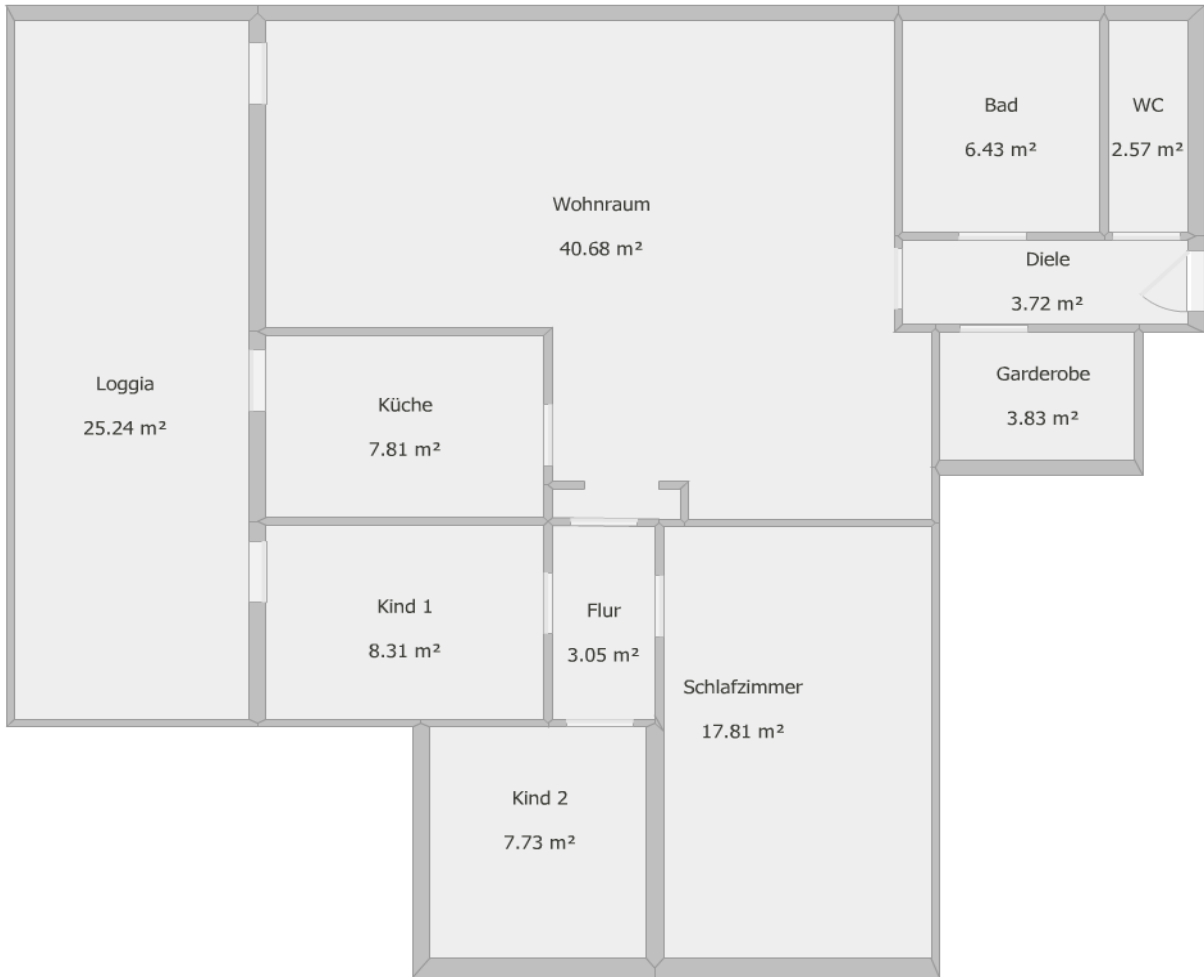 Bad
6.43 m²
WC
2.57 m²
Wohnraum
40.68 m²
Diele
3.72 m²
Loggia
25.24 m²
Küche
7.81 m²
Garderobe
3.83 m²
Kind 1
8.31 m²
Flur
3.05 m²
Schlafzimmer
17.81 m²
Kind 2
7.73 m²